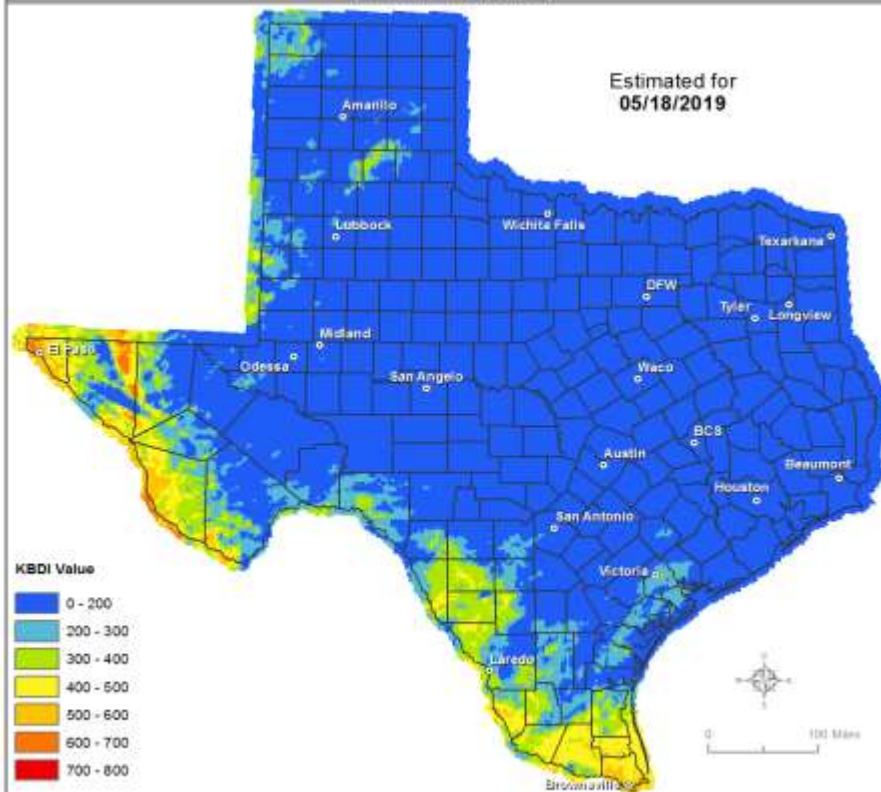 Estimated for
05/18/2019
Amarillo
Lubbock
Wichita Falls
Texarkana
DFW
Tyler
Longview
El Paso
Midland
Odessa
San Angelo
Waco
BCS
Austin
Beaumont
Houston
San Antonio
Victoria
Laredo
Brownsville
KBDI Value
0 - 200
200 - 300
300 - 400
400 - 500
500 - 600
600 - 700
700 - 800
0 100 Miles